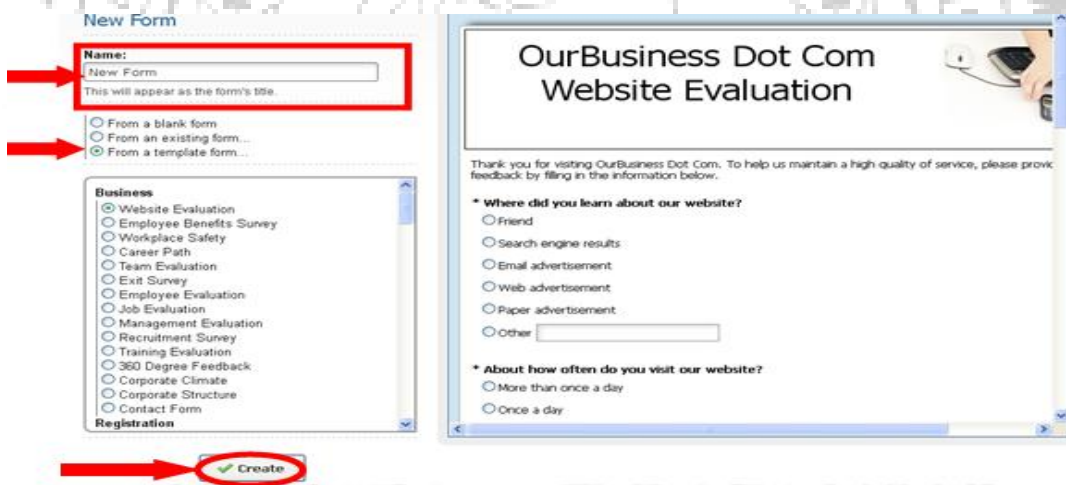 New Form
Name:
New Form
This will appear as the form's title.
From a blank form
From an existing form...
From a template form...
Business
Website Evaluation
Employee Benefits Survey
Workplace Safety
Career Path
Team Evaluation
Exit Survey
Employee Evaluation
Job Evaluation
Management Evaluation
Recruitment Survey
Training Evaluation
360 Degree Feedback
Corporate Climate
Corporate Structure
Contact Form
Registration
Create
OurBusiness Dot Com
Website Evaluation
Thank you for visiting OurBusiness Dot Com. To help us maintain a high quality of service, please provic
feedback by filling in the information below.
* Where did you learn about our website?
Friend
Search engine results
Email advertisement
Web advertisement
Paper advertisement
Other
* About how often do you visit our website?
More than once a day
Once a day